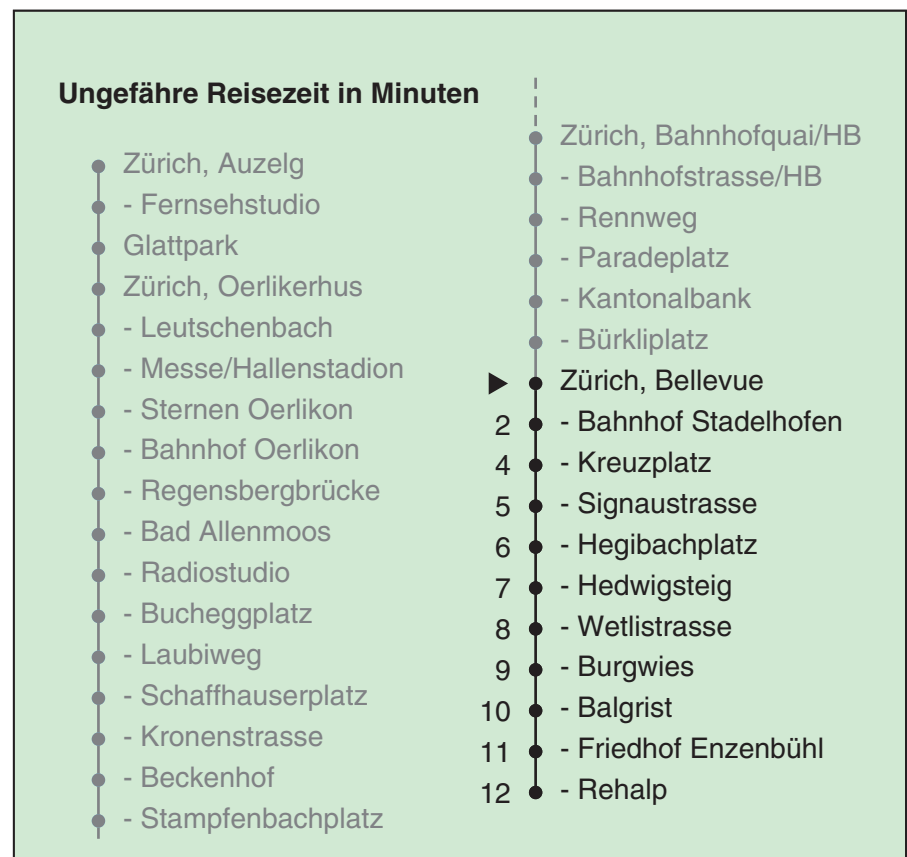 Ungefähre Reisezeit in Minuten
Zürich, Auzelg
- Fernsehstudio
Glattpark
Zürich, Oerlikerhus
- Leutschenbach
- Messe/Hallenstadion
- Sternen Oerlikon
- Bahnhof Oerlikon
- Regensbergbrücke
- Bad Allenmoos
- Radiostudio
- Bucheggplatz
- Laubiweg
- Schaffhauserplatz
- Kronenstrasse
- Beckenhof
- Stampfenbachplatz
Zürich, Bahnhofquai/HB
- Bahnhofstrasse/HB
- Rennweg
- Paradeplatz
- Kantonalbank
- Bürkliplatz
Zürich, Bellevue
2 - Bahnhof Stadelhofen
4 - Kreuzplatz
5 - Signaustrasse
6 - Hegibachplatz
7 - Hedwigsteig
8 - Wetlistrasse
9 - Burgwies
10 - Balgrist
11 - Friedhof Enzenbühl
12 - Rehalp